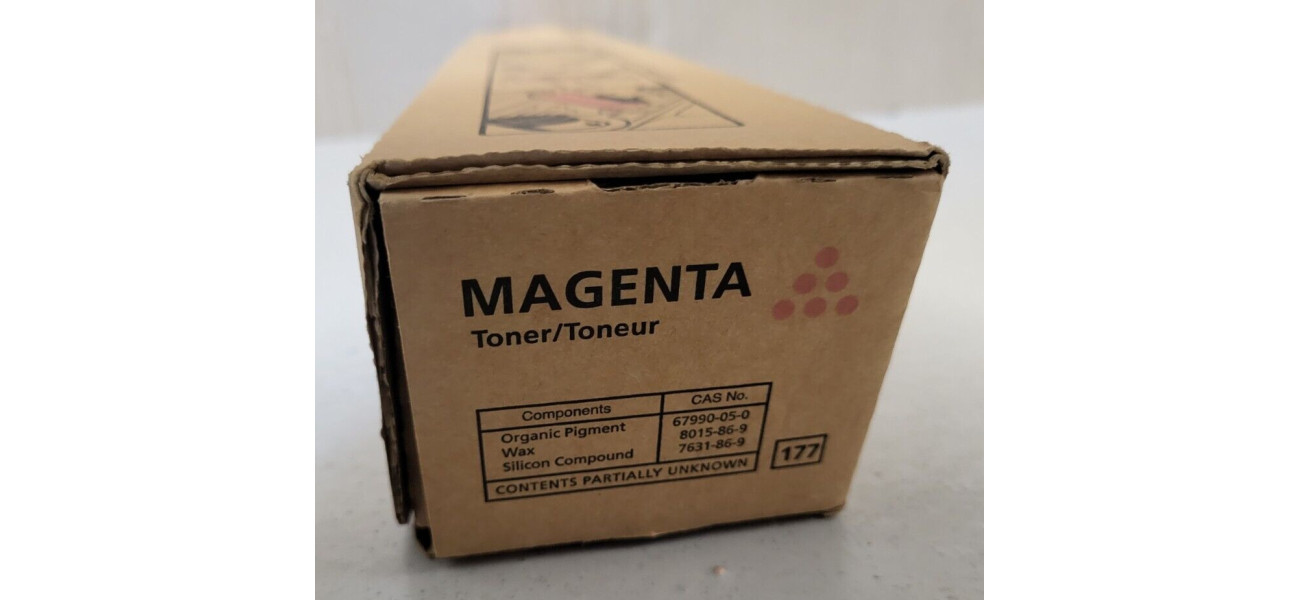 MAGENTA
Toner/Toneur
Components CAS No.
Organic Pigment 67990-05-0
Wax 8015-86-9
Silicon Compound 7631-86-9
CONTENTS PARTIALLY UNKNOWN
177